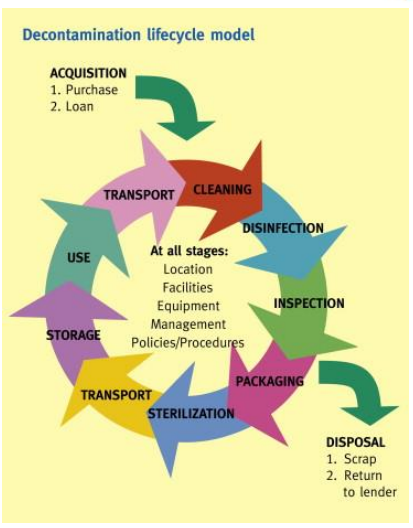 Decontamination lifecycle model
ACQUISITION
1. Purchase
2. Loan
TRANSPORT
CLEANING
DISINFECTION
USE
At all stages:
Location
Facilities
Equipment
Management
Policies/Procedures
INSPECTION
STORAGE
PACKAGING
TRANSPORT
STERILIZATION
DISPOSAL
1. Scrap
2. Return
to lender